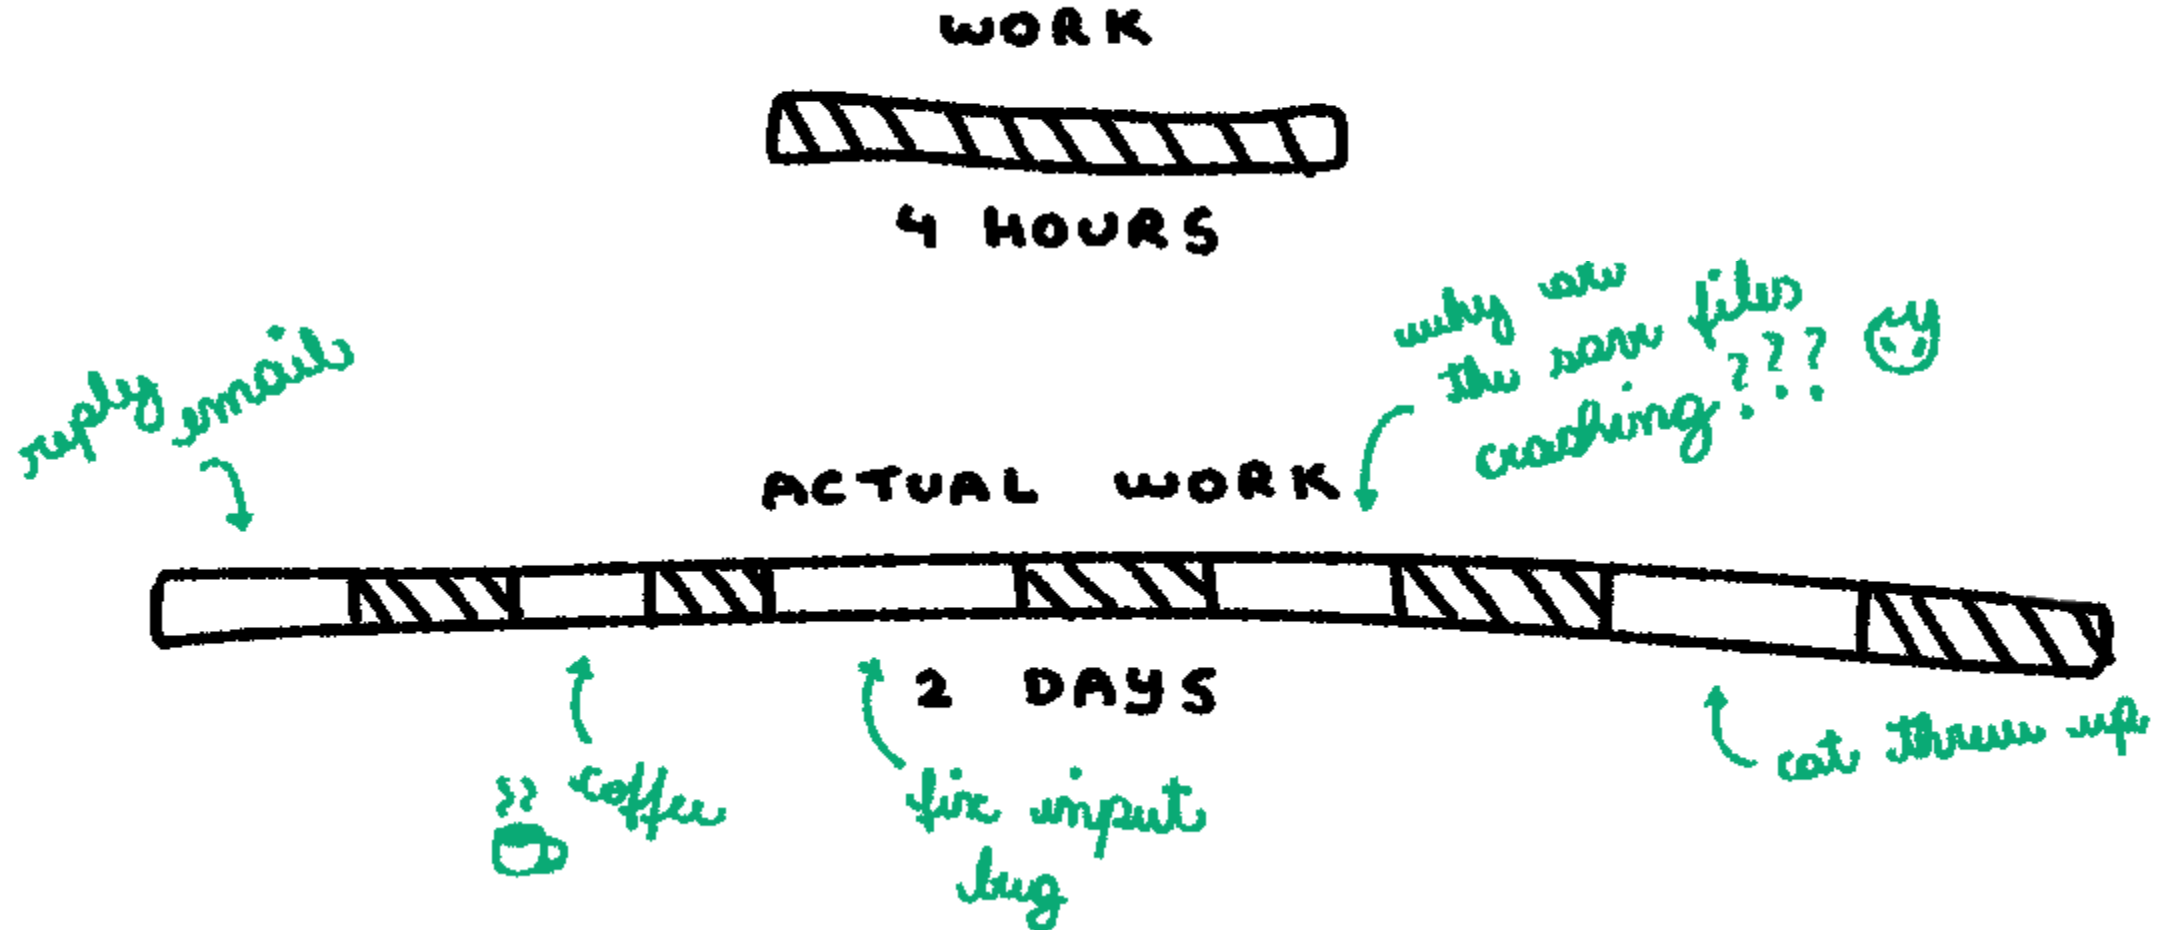 WORK
4 HOURS
reply email
why are
the save files
crashing???
ACTUAL WORK
2 DAYS
coffee
fix input
bug
cat threw up